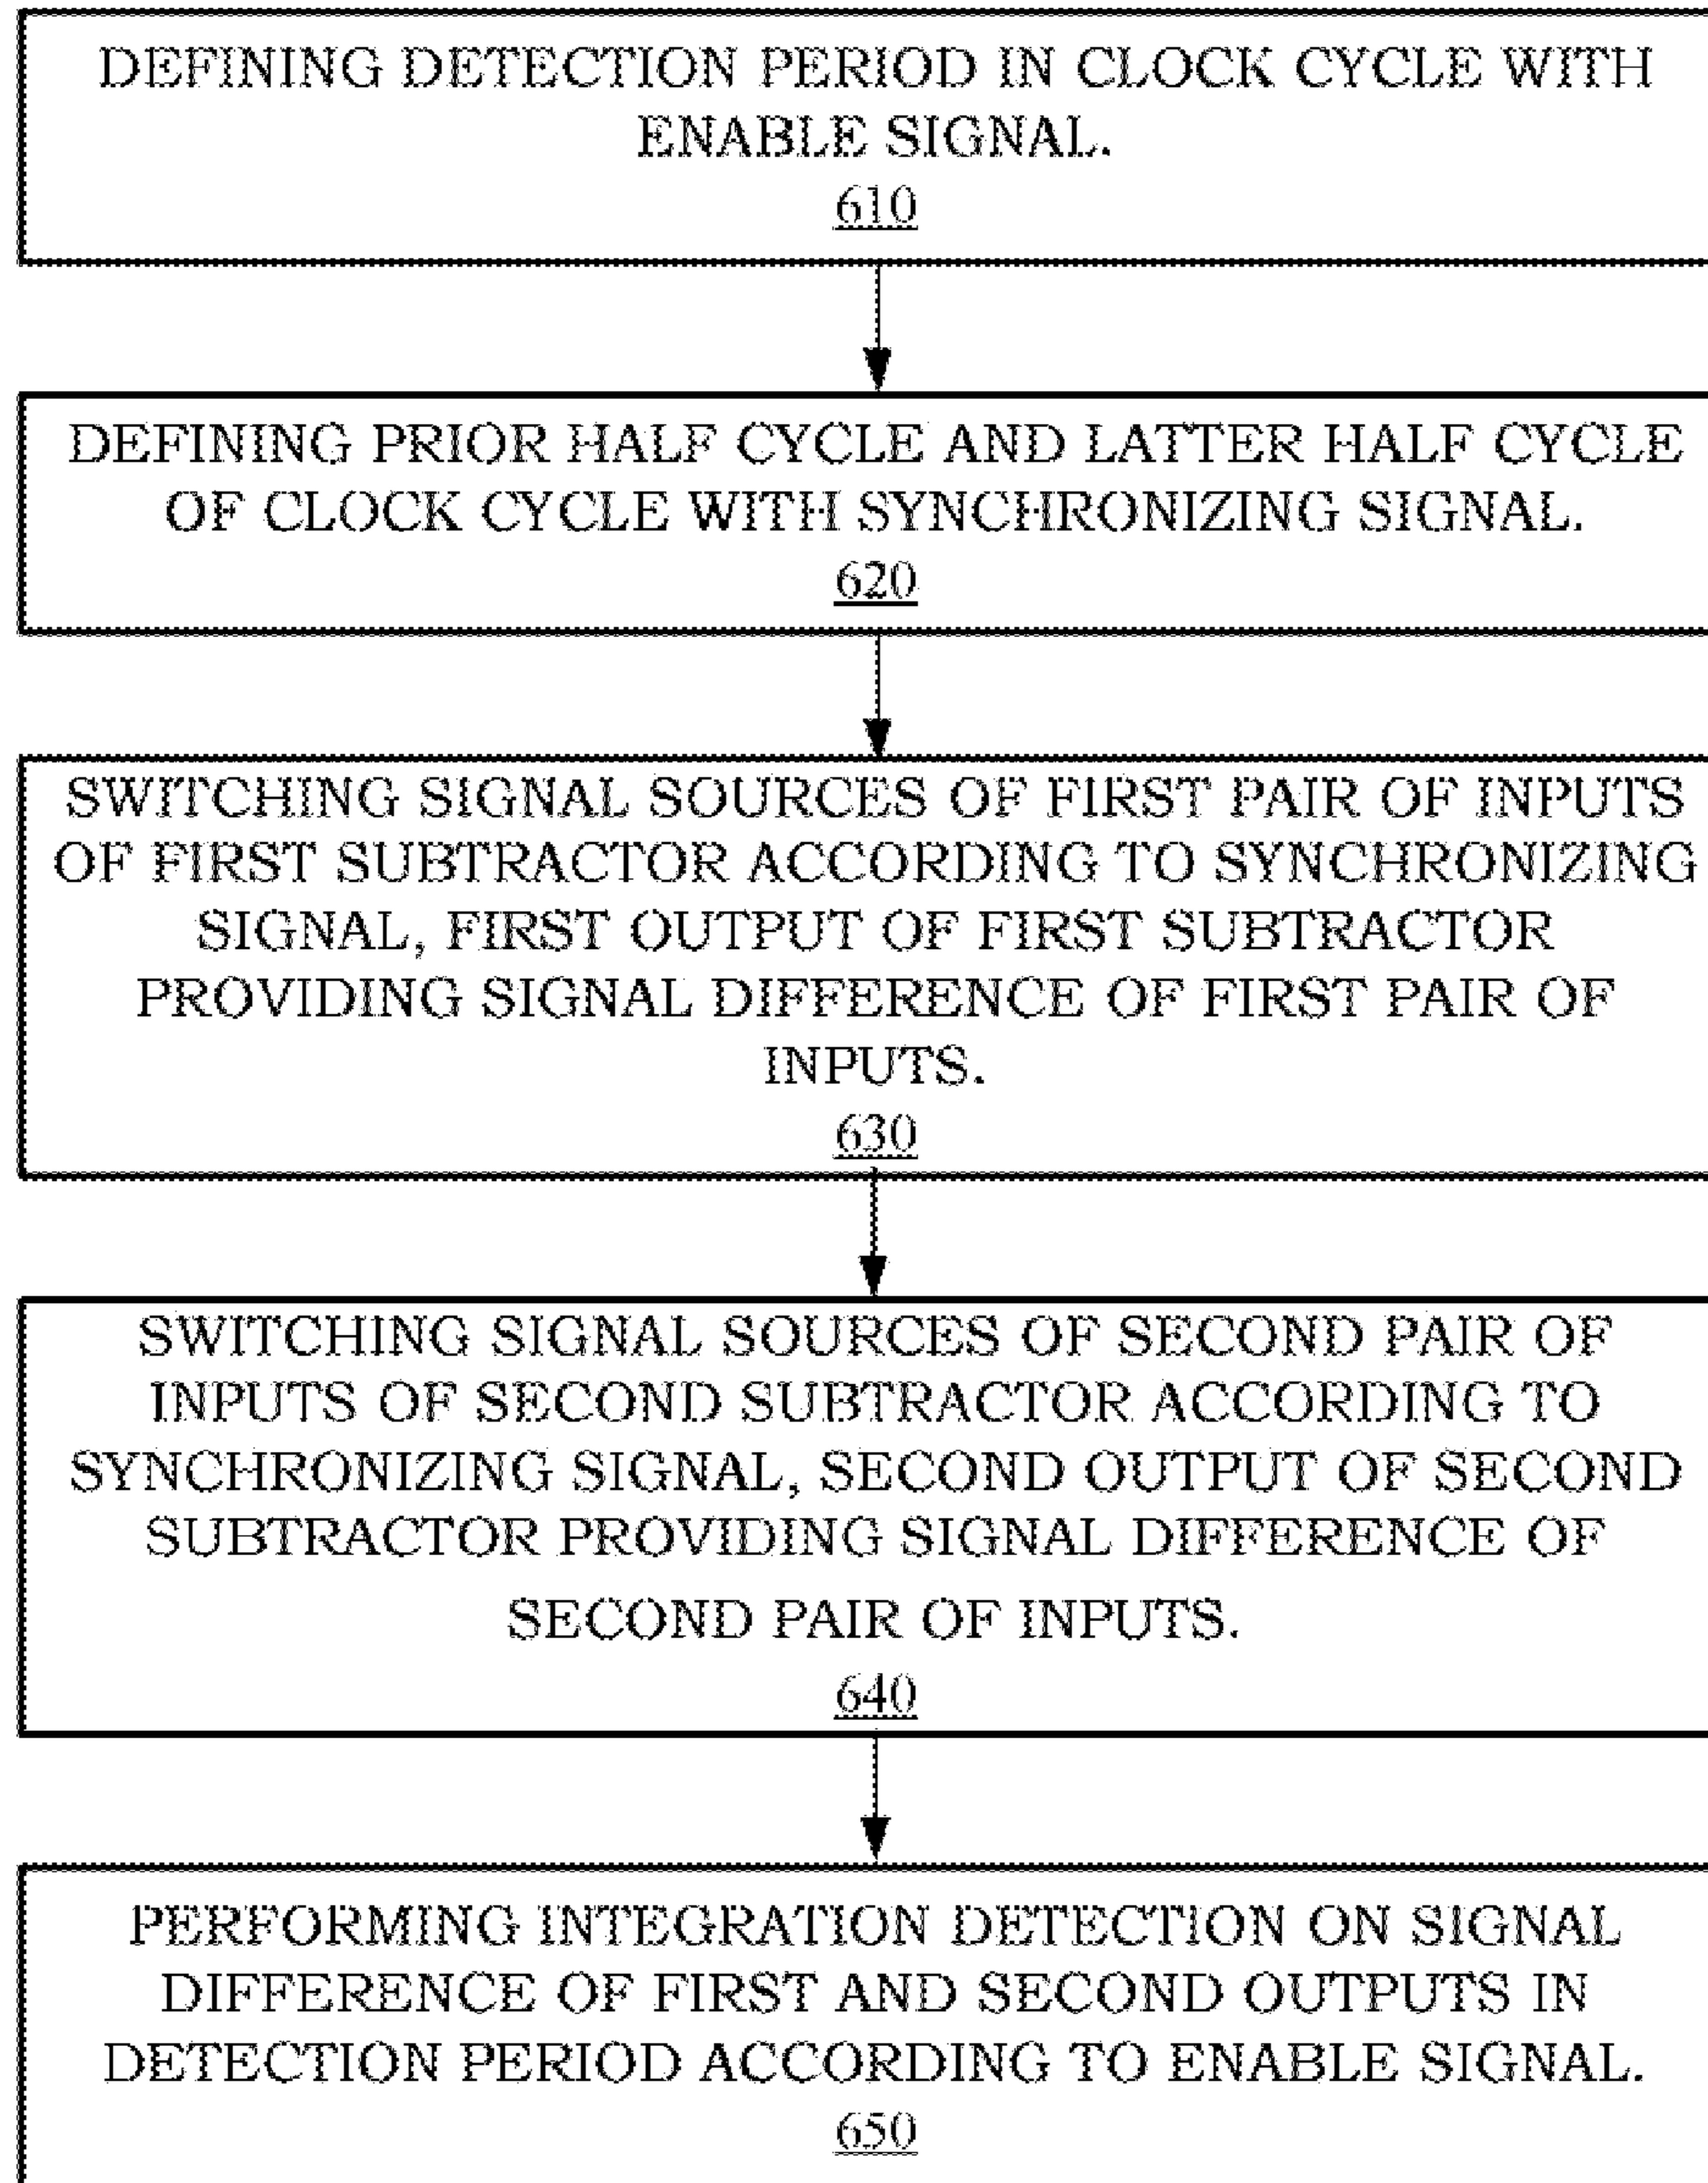 DEFINING DETECTION PERIOD IN CLOCK CYCLE WITH
ENABLE SIGNAL.
610
DEFINING PRIOR HALF CYCLE AND LATTER HALF CYCLE
OF CLOCK CYCLE WITH SYNCHRONIZING SIGNAL.
620
SWITCHING SIGNAL SOURCES OF FIRST PAIR OF INPUTS
OF FIRST SUBTRACTOR ACCORDING TO SYNCHRONIZING
SIGNAL, FIRST OUTPUT OF FIRST SUBTRACTOR
PROVIDING SIGNAL DIFFERENCE OF FIRST PAIR OF
INPUTS.
630
SWITCHING SIGNAL SOURCES OF SECOND PAIR OF
INPUTS OF SECOND SUBTRACTOR ACCORDING TO
SYNCHRONIZING SIGNAL, SECOND OUTPUT OF SECOND
SUBTRACTOR PROVIDING SIGNAL DIFFERENCE OF
SECOND PAIR OF INPUTS.
640
PERFORMING INTEGRATION DETECTION ON SIGNAL
DIFFERENCE OF FIRST AND SECOND OUTPUTS IN
DETECTION PERIOD ACCORDING TO ENABLE SIGNAL.
650